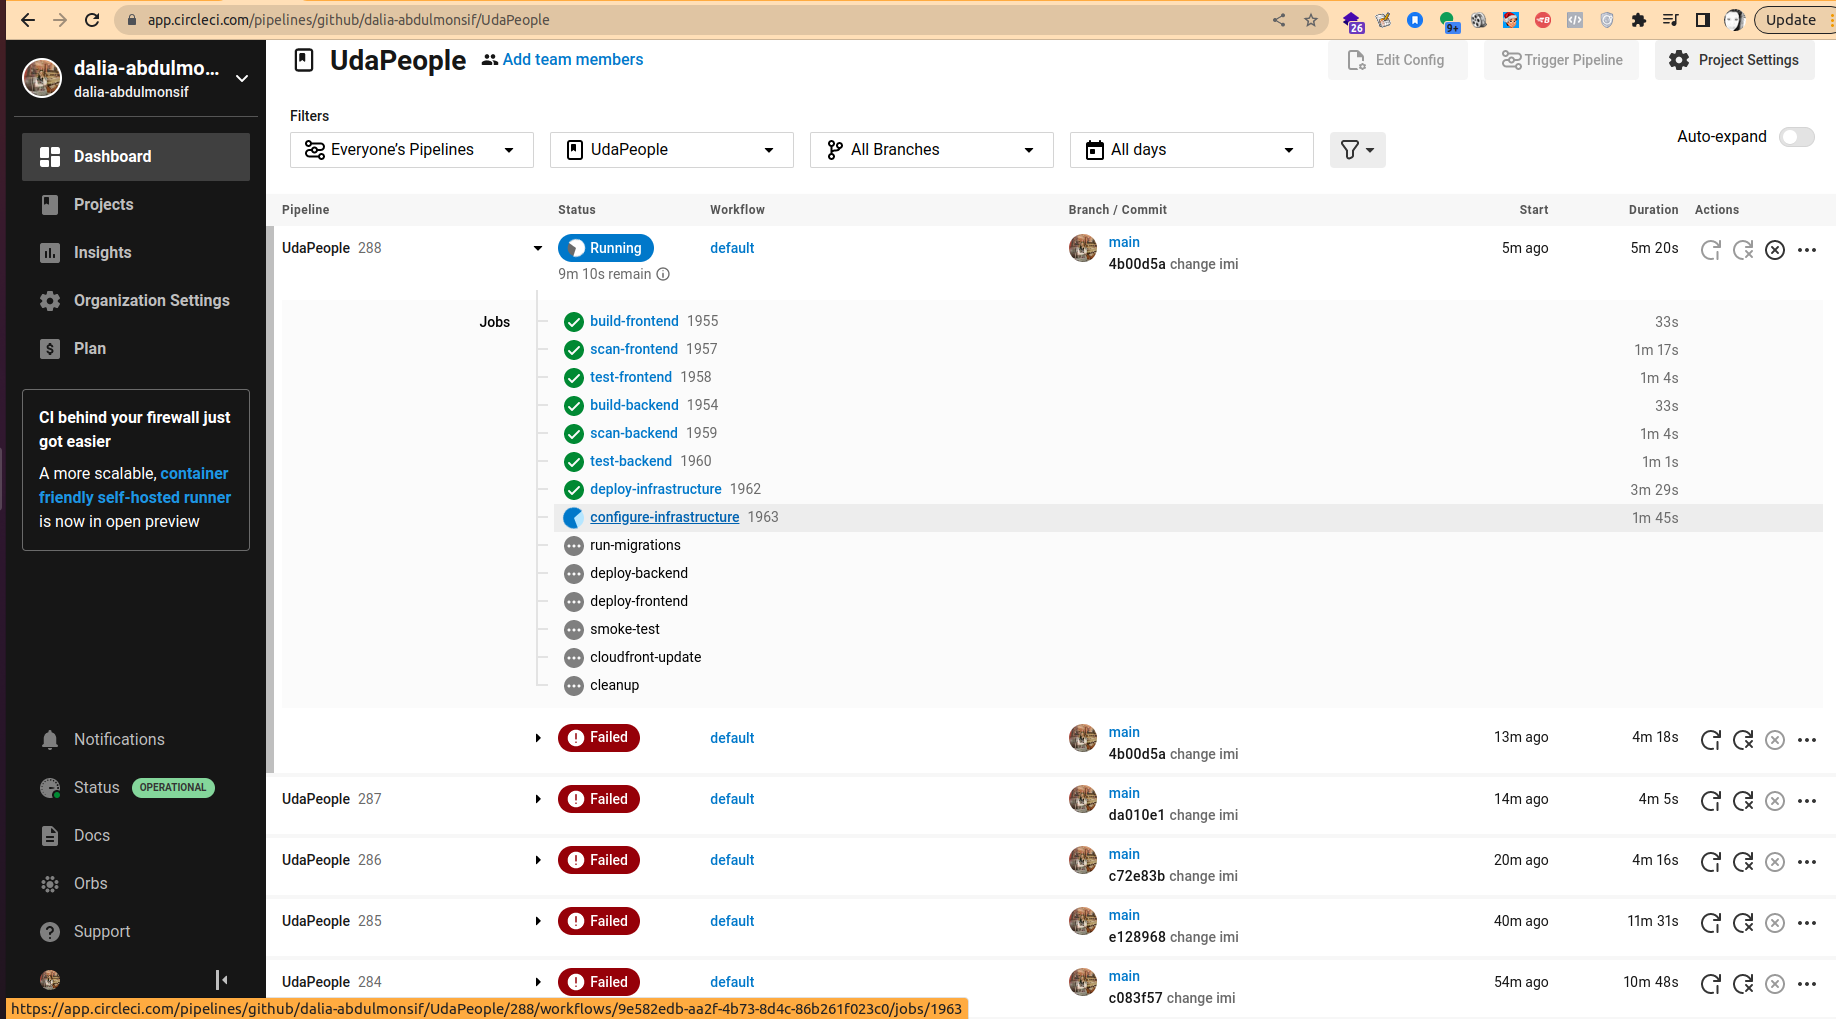 app.circleci.com/pipelines/github/dalia-abdulmonsif/UdaPeople
26
9+
Update
dalia-abdulmo...
dalia-abdulmonsif
Dashboard
Projects
Insights
Organization Settings
Plan
CI behind your firewall just
got easier
A more scalable, container
friendly self-hosted runner
is now in open preview
Notifications
Status OPERATIONAL
Docs
Orbs
Support
UdaPeople Add team members
Edit Config
Trigger Pipeline
Project Settings
Filters
Everyone's Pipelines
UdaPeople
All Branches
All days
Auto-expand
Pipeline Status Workflow Branch / Commit Start Duration Actions
UdaPeople 288 Running default main 5m ago 5m 20s
9m 10s remain 4b00d5a change imi
Jobs
build-frontend 1955 33s
scan-frontend 1957 1m 17s
test-frontend 1958 1m 4s
build-backend 1954 33s
scan-backend 1959 1m 4s
test-backend 1960 1m 1s
deploy-infrastructure 1962 3m 29s
configure-infrastructure 1963 1m 45s
run-migrations
deploy-backend
deploy-frontend
smoke-test
cloudfront-update
cleanup
Failed default main 13m ago 4m 18s
4b00d5a change imi
UdaPeople 287 Failed default main 14m ago 4m 5s
da010e1 change imi
UdaPeople 286 Failed default main 20m ago 4m 16s
c72e83b change imi
UdaPeople 285 Failed default main 40m ago 11m 31s
e128968 change imi
UdaPeople 284 Failed default main 54m ago 10m 48s
c083f57 change imi
https://app.circleci.com/pipelines/github/dalia-abdulmonsif/UdaPeople/288/workflows/9e582edb-aa2f-4b73-8d4c-86b261f023c0/jobs/1963